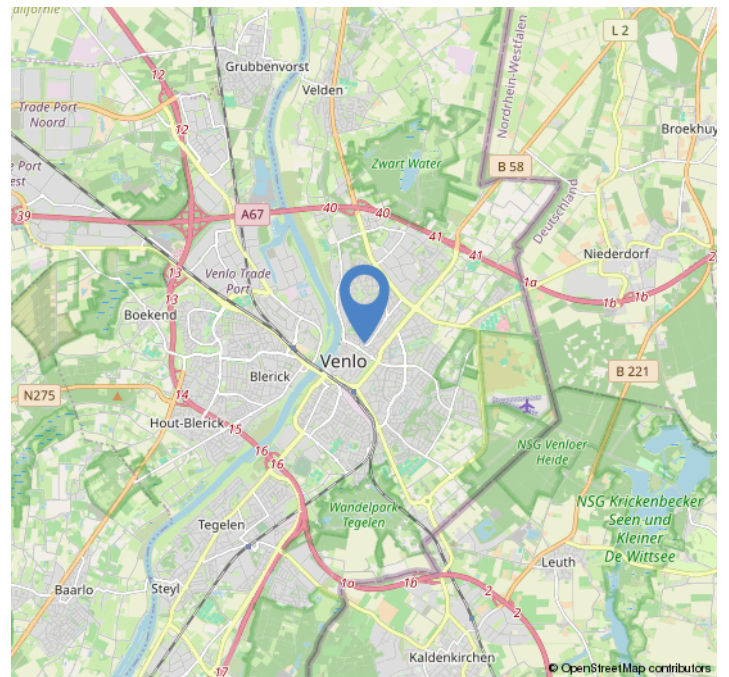 Grubbenvorst
Velden
L 2
Nordrhein-Westfalen
12
Trade Port
Noord
12
Broekhuy
Zwart Water
B 58
39
A67
40
40
41
41
Deutschland
Niederdorf
2
13
Venlo Trade
Port
1a
1b
1b
13
Boekend
Venlo
Blerick
B 221
N275
14
15
Hout-Blerick
16
16
NSG Venloer
Heide
NSG Krickenbecker
Seen und
Kleiner
De Wittsee
Wandelpark
Tegelen
Tegelen
Leuth
Baarlo
Steyl
1a
1b
2
2
17
Kaldenkirchen
© OpenStreetMap contributors